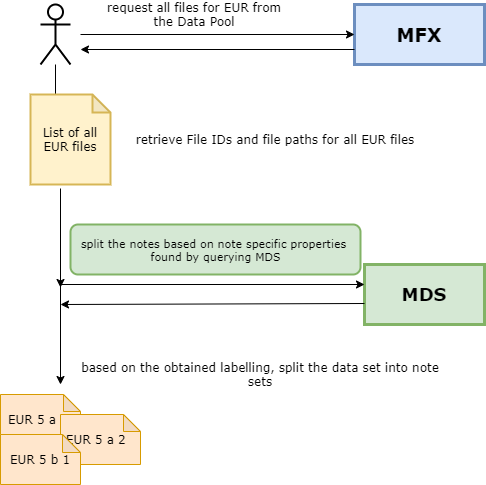 request all files for EUR from
the Data Pool
MFX
List of all
EUR files
retrieve File IDs and file paths for all EUR files
split the notes based on note specific properties
found by querying MDS
MDS
based on the obtained labelling, split the data set into note
sets
EUR 5 a
EUR 5 a 2
EUR 5 b 1